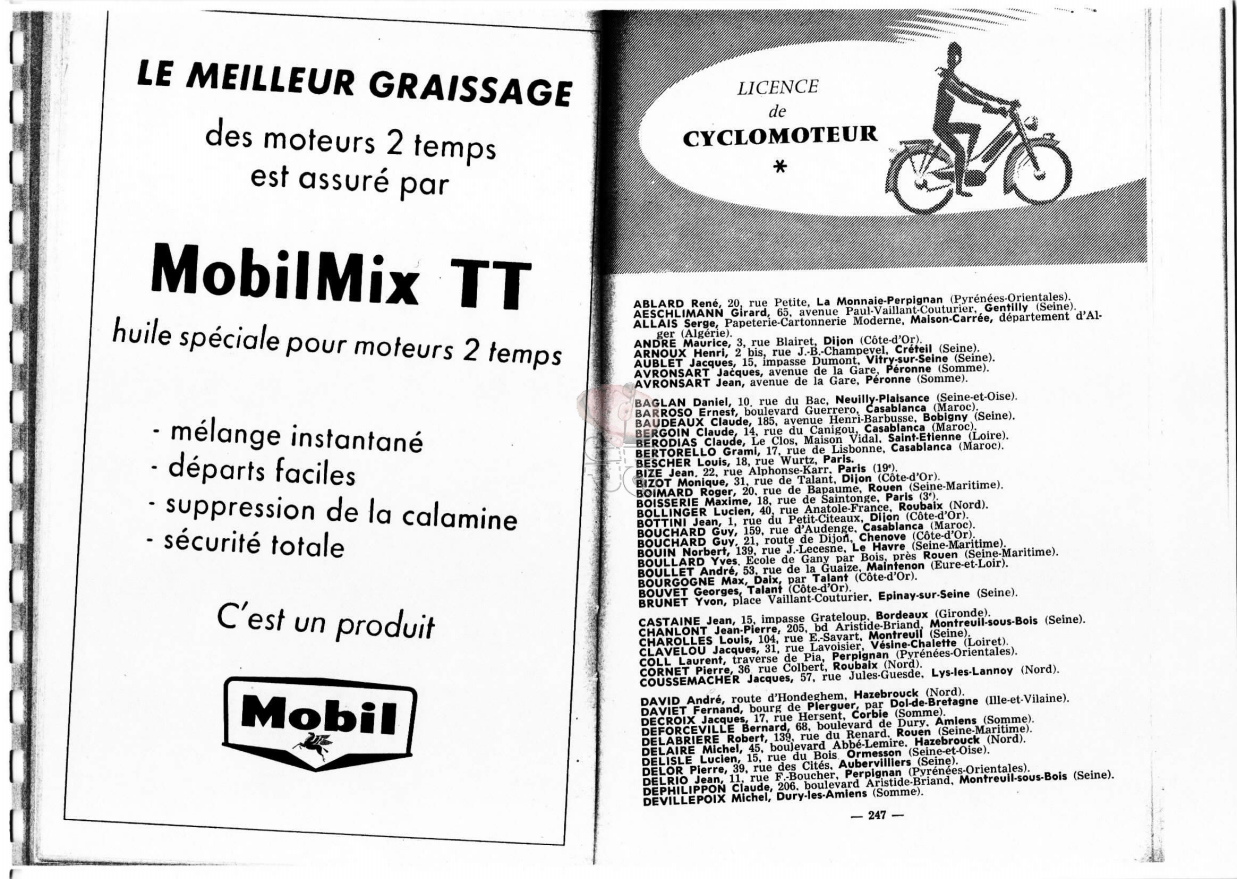 LE MEILLEUR GRAISSAGE
des moteurs 2 temps
est assuré par
MobilMix TT
huile spéciale pour moteurs 2 temps
- mélange instantané
- départs faciles
- suppression de la calamine
- sécurité totale
C'est un produit
Mobil
LICENCE
de
CYCLOMOTEUR
*
ABLARD René, 20, rue Petite, La Monnaie-Perpignan (Pyrénées-Orientales).
AESCHLIMANN Girard, 65, avenue Paul-Vaillant-Couturier, Gentilly (Seine).
ALLAIS Serge, Papeterie-Cartonnerie Moderne, Maison-Carrée, département d'Al-
ger (Algérie).
ANDRE Maurice, 3, rue Blairet, Dijon (Côte-d'Or).
ARNOUX Henri, 2 bis, rue J.-B.-Champevel, Créteil (Seine).
AUBLET Jacques, 15, impasse Dumont, Vitry-sur-Seine (Seine).
AVRONSART Jacques, avenue de la Gare, Péronne (Somme).
AVRONSART Jean, avenue de la Gare, Péronne (Somme).
BAGLAN Daniel, 10, rue du Bac, Neuilly-Plaisance (Seine-et-Oise).
BARROSO Ernest, boulevard Guerrero, Casablanca (Maroc).
BAUDEAUX Claude, 185, avenue Henri-Barbusse, Bobigny (Seine).
BERGOIN Claude, 14, rue du Canigou, Casablanca (Maroc).
BERODIAS Claude, Le Clos, Maison Vidal, Saint-Etienne (Loire).
BERTORELLO Grami, 17, rue de Lisbonne, Casablanca (Maroc).
BESCHER Louis, 18, rue Wurtz, Paris.
BIZE Jean, 22, rue Alphonse-Karr, Paris (19e).
BIZOT Monique, 31, rue de Talant, Dijon (Côte-d'Or).
BOIMARD Roger, 20, rue de Bapaume, Rouen (Seine-Maritime).
BOISSERIE Maxime, 18, rue de Saintonge, Paris (3e).
BOLLINGER Lucien, 40, rue Anatole-France, Roubaix (Nord).
BOTTINI Jean, 1, rue du Petit-Citeaux, Dijon (Côte-d'Or).
BOUCHARD Guy, 159, rue d'Audenge, Casablanca (Maroc).
BOUCHARD Guy, 21, route de Dijon, Chenove (Côte-d'Or).
BOUIN Norbert, 139, rue J.-Lecesne, Le Havre (Seine-Maritime).
BOULLARD Yves, Ecole de Gany par Bois, près Rouen (Seine-Maritime).
BOULLET André, 53, rue de la Guaize, Maintenon (Eure-et-Loir).
BOURGOGNE Max, Daix, par Talant (Côte-d'Or).
BOUVET Georges, Talant (Côte-d'Or).
BRUNET Yvon, place Vaillant-Couturier, Epinay-sur-Seine (Seine).
CASTAINE Jean, 15, impasse Grateloup, Bordeaux (Gironde).
CHANLONT Jean-Pierre, 205, bd Aristide-Briand, Montreuil-sous-Bois (Seine).
CHAROLLES Louis, 104, rue E.-Savart, Montreuil (Seine).
CLAVELOU Jacques, 31, rue Lavoisier, Vésine-Chalette (Loiret).
COLL Laurent, traverse de Pia, Perpignan (Pyrénées-Orientales).
CORNET Pierre, 36, rue Colbert, Roubaix (Nord).
COUSSEMACHER Jacques, 57, rue Jules-Guesde, Lys-les-Lannoy (Nord).
DAVID André, route d'Hondeghem, Hazebrouck (Nord).
DAVIET Fernand, bourg de Plerguer, par Dol-de-Bretagne (Ille-et-Vilaine).
DECROIX Jacques, 17, rue Hersent, Corbie (Somme).
DEFORCEVILLE Bernard, 68, boulevard de Dury, Amiens (Somme).
DELABRIERE Robert, 139, rue du Renard, Rouen (Seine-Maritime).
DELAIRE Michel, 45, boulevard Abbé-Lemire, Hazebrouck (Nord).
DELISLE Lucien, 15, rue du Bois, Ormesson (Seine-et-Oise).
DELOR Pierre, 39, rue des Cités, Aubervilliers (Seine).
DELRIO Jean, 11, rue F.-Boucher, Perpignan (Pyrénées-Orientales).
DEPHILIPPON Claude, 206, boulevard Aristide-Briand, Montreuil-sous-Bois (Seine).
DEVILLEPOIX Michel, Dury-les-Amiens (Somme).
— 247 —